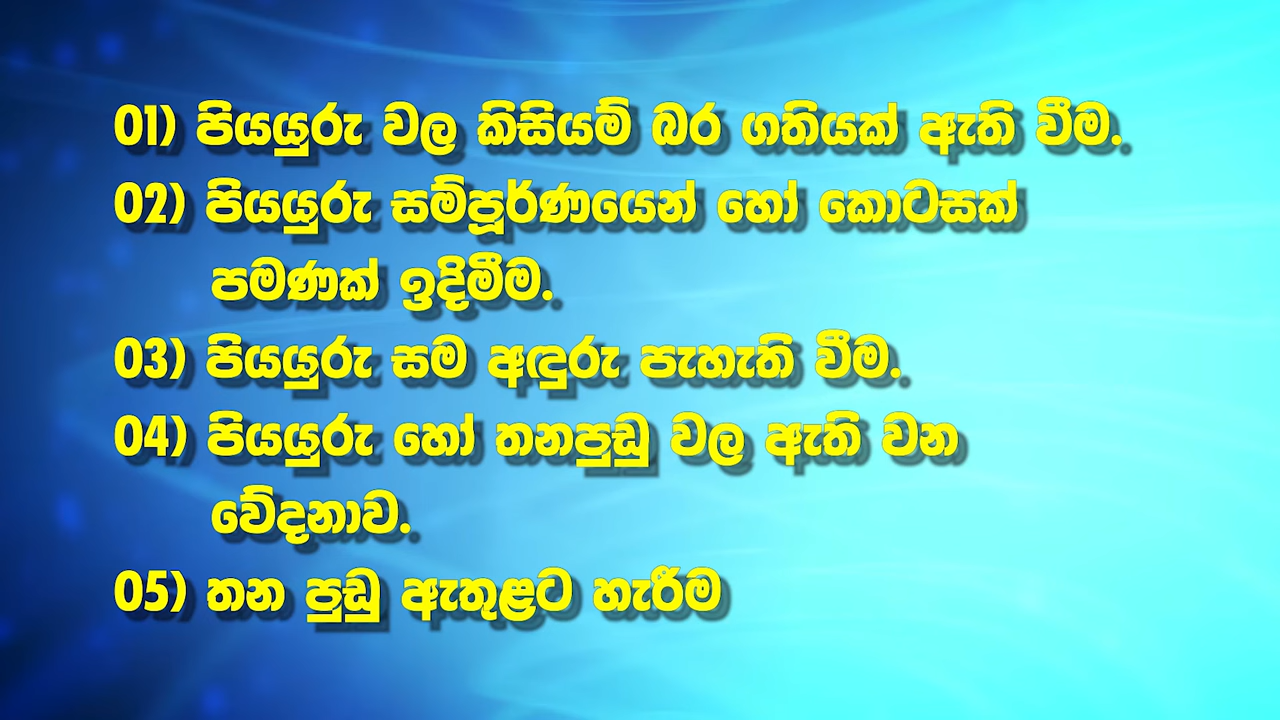 01) පියයුරු වල කිසියම් බර ගතියක් ඇති වීම.
02) පියයුරු සම්පූර්ණයෙන් හෝ කොටසක්
පමණක් ඉදිමීම.
03) පියයුරු සම අඳුරු පැහැති වීම.
04) පියයුරු හෝ තනපුඩු වල ඇති වන
වේදනාව.
05) තන පුඩු ඇතුළට හැරීම